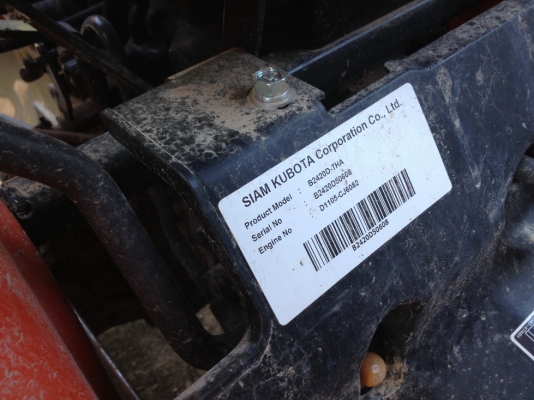 SIAM KUBOTA Corporation Co., Ltd.
Product Model : B2420D-THA
Serial No : B2420D50608
Engine No : D1105-CJ6082
B2420D50608